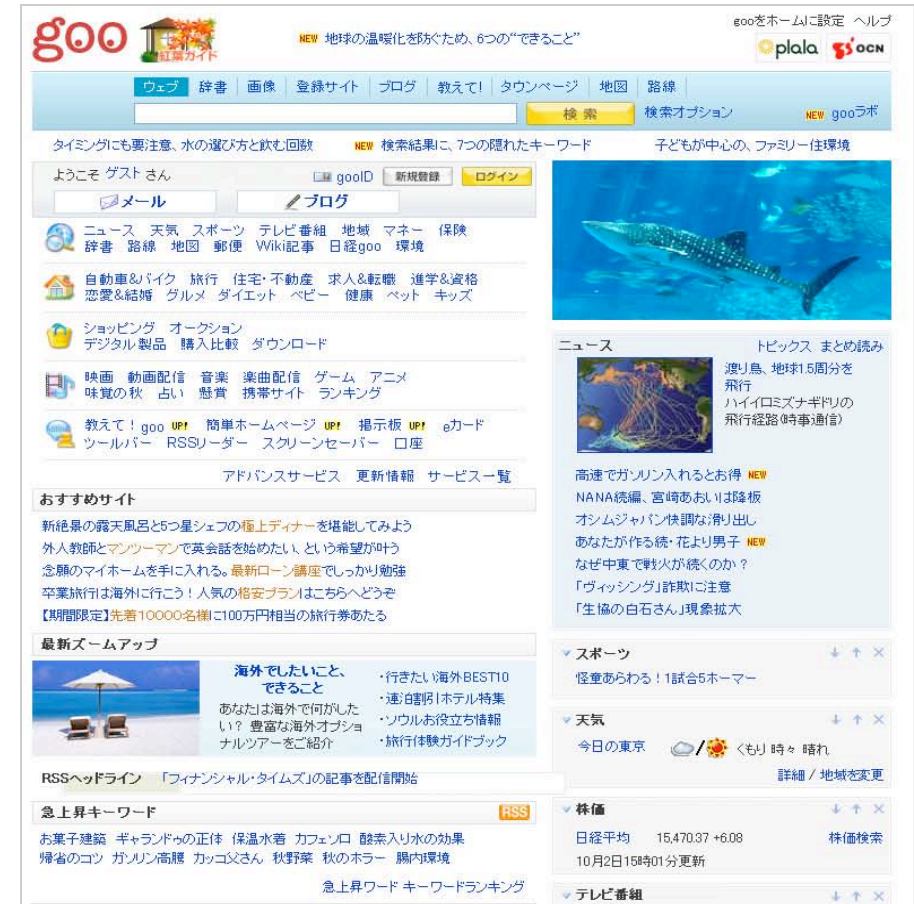 goo 紅葉ガイド
NEW 地球の温暖化を防ぐため、6つの“できること”
gooをホームに設定 ヘルプ
plala OCN
ウェブ 辞書 画像 登録サイト ブログ 教えて! タウンページ 地図 路線
検索 検索オプション NEW gooラボ
タイミングにも要注意、水の選び方と飲む回数 NEW 検索結果に、7つの隠れたキーワード 子どもが中心の、ファミリー住環境
ようこそ ゲスト さん gooID 新規登録 ログイン
メール ブログ
ニュース 天気 スポーツ テレビ番組 地域 マネー 保険
辞書 路線 地図 郵便 Wiki記事 日経goo 環境
自動車&バイク 旅行 住宅・不動産 求人&転職 進学&資格
恋愛&結婚 グルメ ダイエット ベビー 健康 ペット キッズ
ショッピング オークション
デジタル製品 購入比較 ダウンロード
映画 動画配信 音楽 楽曲配信 ゲーム アニメ
味覚の秋 占い 懸賞 携帯サイト ランキング
教えて!goo UP! 簡単ホームページ UP! 掲示板 UP! eカード
ツールバー RSSリーダー スクリーンセーバー 口座
アドバンスサービス 更新情報 サービス一覧
おすすめサイト
新絶景の露天風呂と5つ星シェフの極上ディナーを堪能してみよう
外人教師とマンツーマンで英会話を始めたい、という希望が叶う
念願のマイホームを手に入れる。最新ローン講座でしっかり勉強
卒業旅行は海外に行こう!人気の格安プランはこちらへどうぞ
【期間限定】先着10000名様に100万円相当の旅行券あたる
最新ズームアップ
海外でしたいこと、
できること
あなたは海外で何がした
い? 豊富な海外オプショ
ナルツアーをご紹介
・行きたい海外BEST10
・連泊割引ホテル特集
・ソウルお役立ち情報
・旅行体験ガイドブック
RSSヘッドライン 「フィナンシャル・タイムズ」の記事を配信開始
急上昇キーワード RSS
お菓子建築 ギャランドゥの正体 保温水着 カフェソロ 酸素入り水の効果
帰省のコツ ガソリン高騰 カッコ父さん 秋野菜 秋のホラー 腸内環境
急上昇ワード キーワードランキング
ニュース トピックス まとめ読み
渡り鳥、地球1.5周分を
飛行
ハイイロミズナギドリの
飛行経路(時事通信)
高速でガソリン入れるとお得 NEW
NANA続編、宮崎あおいは降板
オシムジャパン快調な滑り出し
あなたが作る続・花より男子 NEW
なぜ中東で戦火が続くのか?
「ヴィッシング」詐欺に注意
「生協の白石さん」現象拡大
スポーツ
怪童あらわる!1試合5ホーマー
天気
今日の東京 くもり 時々 晴れ
詳細 / 地域を変更
株価
日経平均 15,470.37 +6.08 株価検索
10月2日15時01分更新
テレビ番組